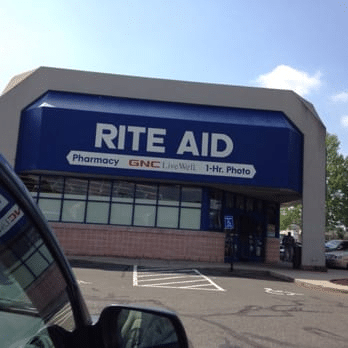 RITE AID
Pharmacy GNC LiveWell. 1-Hr. Photo